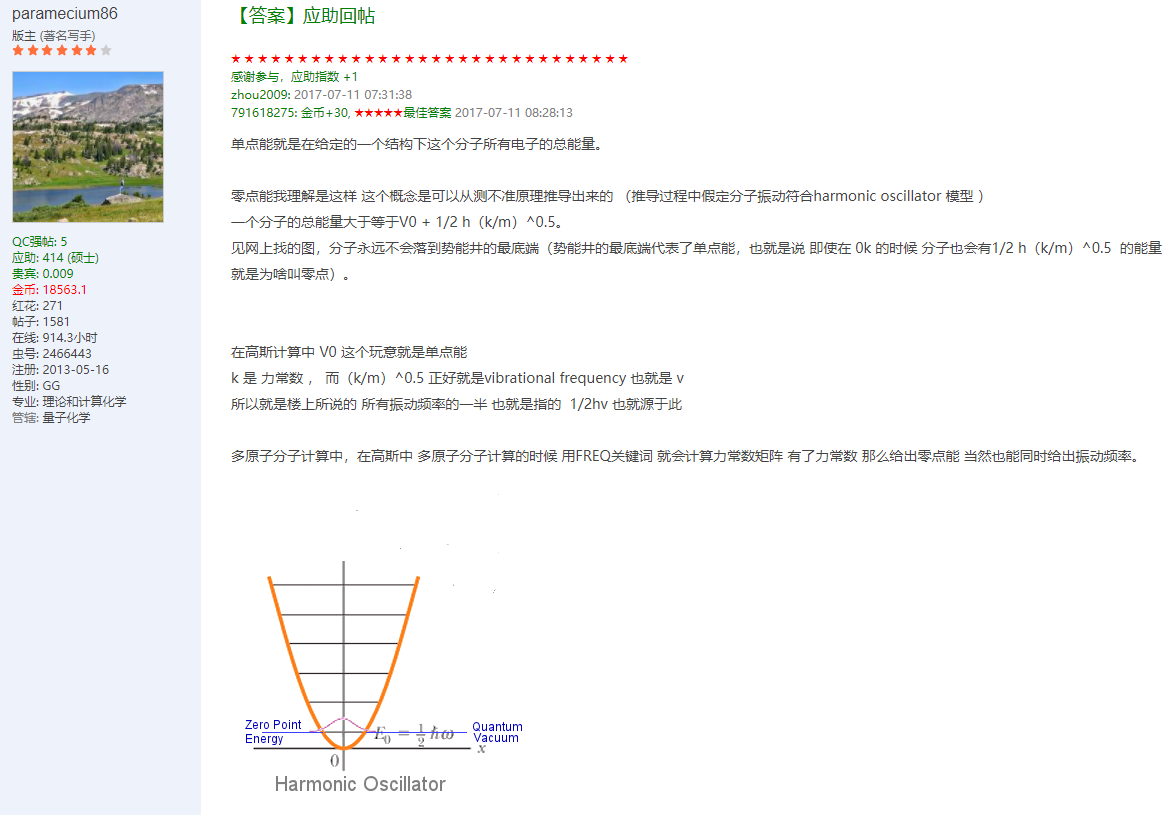 paramecium86
版主 (著名写手)
★★★★★★★
QC强帖: 5
应助: 414 (硕士)
贵宾: 0.009
金币: 18563.1
红花: 271
帖子: 1581
在线: 914.3小时
虫号: 2466443
注册: 2013-05-16
性别: GG
专业: 理论和计算化学
管辖: 量子化学
【答案】应助回帖
★ ★ ★ ★ ★ ★ ★ ★ ★ ★ ★ ★ ★ ★ ★ ★ ★ ★ ★ ★ ★ ★ ★ ★ ★ ★ ★ ★ ★ ★
感谢参与，应助指数 +1
zhou2009: 2017-07-11 07:31:38
791618275: 金币+30, ★★★★★最佳答案 2017-07-11 08:28:13
单点能就是在给定的一个结构下这个分子所有电子的总能量。
零点能我理解是这样 这个概念是可以从测不准原理推导出来的 （推导过程中假定分子振动符合harmonic oscillator 模型 ）
一个分子的总能量大于等于V0 + 1/2 h（k/m）^0.5。
见网上找的图，分子永远不会落到势能井的最底端（势能井的最底端代表了单点能，也就是说 即使在 0k 的时候 分子也会有1/2 h（k/m）^0.5 的能量
就是为啥叫零点）。
在高斯计算中 V0 这个玩意就是单点能
k 是 力常数 ， 而（k/m）^0.5 正好就是vibrational frequency 也就是 v
所以就是楼上所说的 所有振动频率的一半 也就是指的 1/2hv 也就源于此
多原子分子计算中，在高斯中 多原子分子计算的时候 用FREQ关键词 就会计算力常数矩阵 有了力常数 那么给出零点能 当然也能同时给出振动频率。
Zero Point
Energy
E₀ = ½ ħω
Quantum
Vacuum
x
0
Harmonic Oscillator